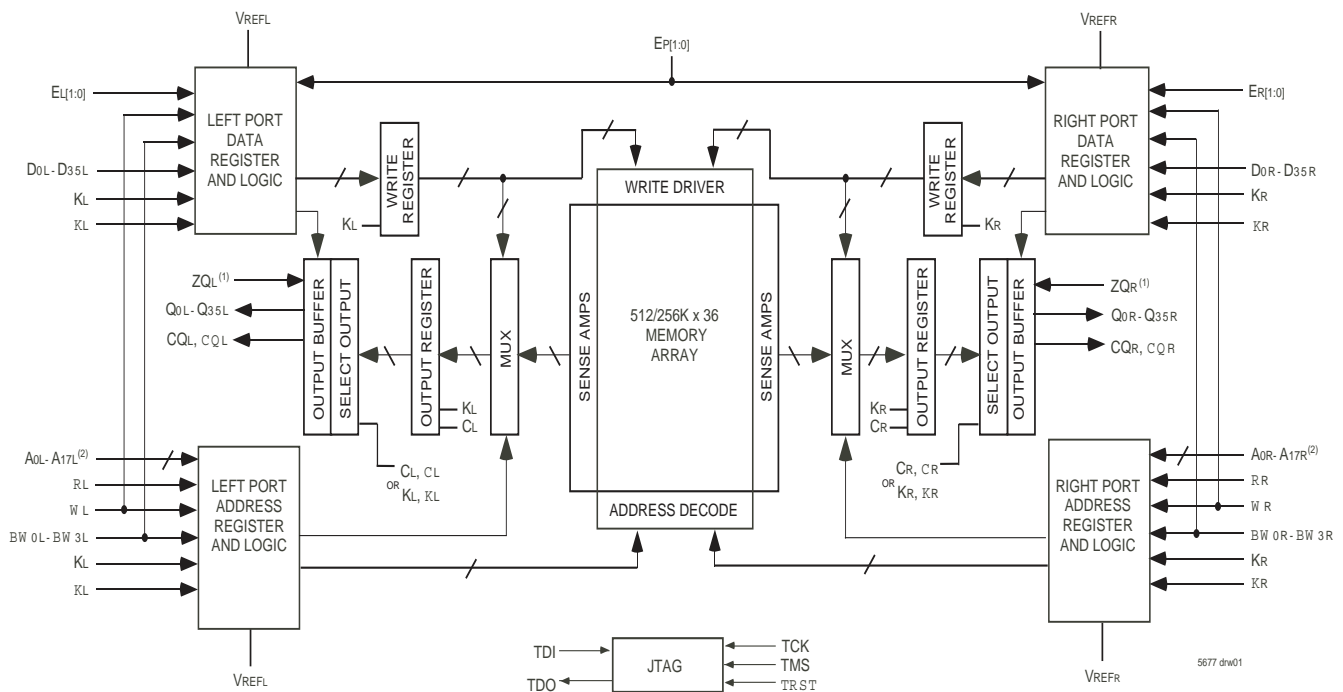 VREFL
VREFR
EP[1:0]
EL[1:0]
D0L- D35L
KL
KL
LEFT PORT
DATA
REGISTER
AND LOGIC
WRITE
REGISTER
KL
WRITE DRIVER
WRITE
REGISTER
KR
RIGHT PORT
DATA
REGISTER
AND LOGIC
ER[1:0]
D0R- D35R
KR
KR
ZQL(1)
Q0L- Q35L
CQL, CQL
OUTPUT BUFFER
SELECT OUTPUT
OUTPUT REGISTER
MUX
SENSE AMPS
512/256K x 36
MEMORY
ARRAY
SENSE AMPS
MUX
OUTPUT REGISTER
SELECT OUTPUT
OUTPUT BUFFER
ZQR(1)
Q0R- Q35R
CQR, CQR
KL
CL
KR
CR
CL, CL
OR
KL, KL
CR, CR
OR
KR, KR
A0L- A17L(2)
RL
WL
BW0L-BW3L
KL
KL
LEFT PORT
ADDRESS
REGISTER
AND LOGIC
ADDRESS DECODE
RIGHT PORT
ADDRESS
REGISTER
AND LOGIC
A0R- A17R(2)
RR
WR
BW0R-BW3R
KR
KR
VREFL
VREFR
TDI
TDO
JTAG
TCK
TMS
TRST
5677 drw01